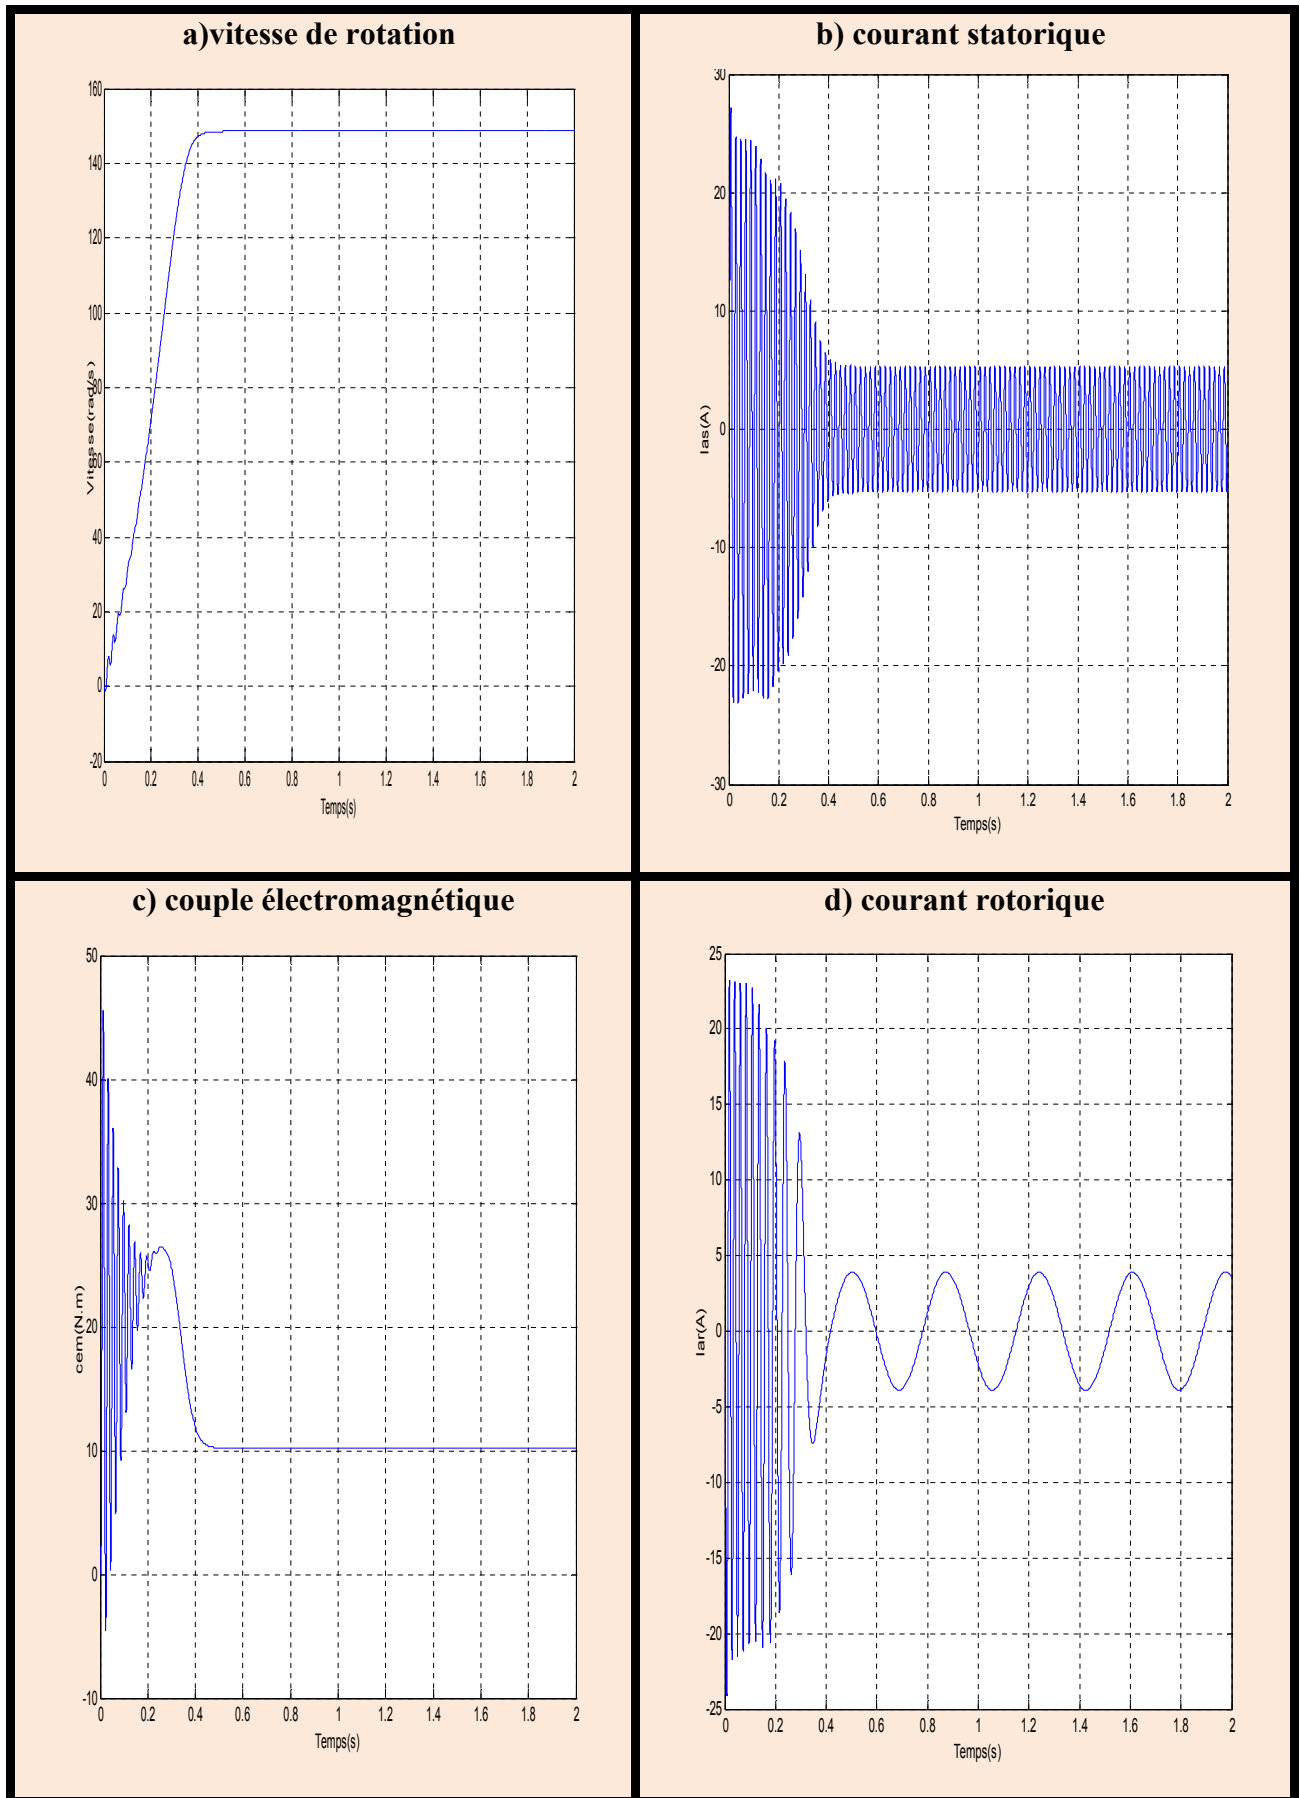 a)vitesse de rotation
160
140
120
100
80
60
40
20
0
-20
Vitesse(rad/s)
0 0.2 0.4 0.6 0.8 1 1.2 1.4 1.6 1.8 2
Temps(s)
b) courant statorique
30
20
10
0
-10
-20
-30
Ias(A)
0 0.2 0.4 0.6 0.8 1 1.2 1.4 1.6 1.8 2
Temps(s)
c) couple électromagnétique
50
40
30
20
10
0
-10
cem(N.m)
0 0.2 0.4 0.6 0.8 1 1.2 1.4 1.6 1.8 2
Temps(s)
d) courant rotorique
25
20
15
10
5
0
-5
-10
-15
-20
-25
Iar(A)
0 0.2 0.4 0.6 0.8 1 1.2 1.4 1.6 1.8 2
Temps(s)